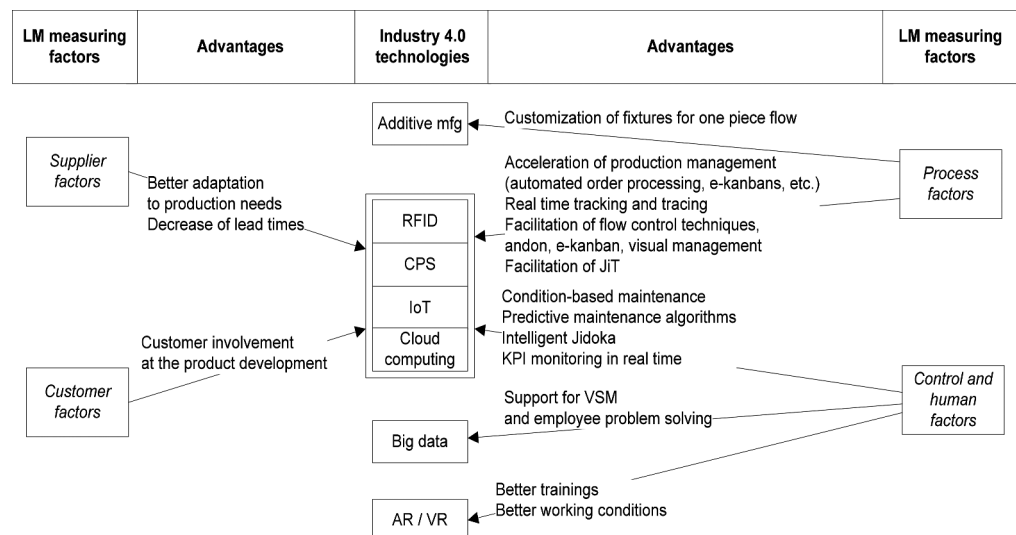 LM measuring
factors
Advantages
Industry 4.0
technologies
Advantages
LM measuring
factors
Additive mfg
Customization of fixtures for one piece flow
Supplier
factors
Better adaptation
to production needs
Decrease of lead times
Acceleration of production management
(automated order processing, e-kanbans, etc.)
Real time tracking and tracing
Facilitation of flow control techniques,
andon, e-kanban, visual management
Facilitation of JiT
Process
factors
RFID
CPS
IoT
Cloud
computing
Condition-based maintenance
Predictive maintenance algorithms
Intelligent Jidoka
KPI monitoring in real time
Customer involvement
at the product development
Customer
factors
Support for VSM
and employee problem solving
Control and
human
factors
Big data
Better trainings
Better working conditions
AR / VR